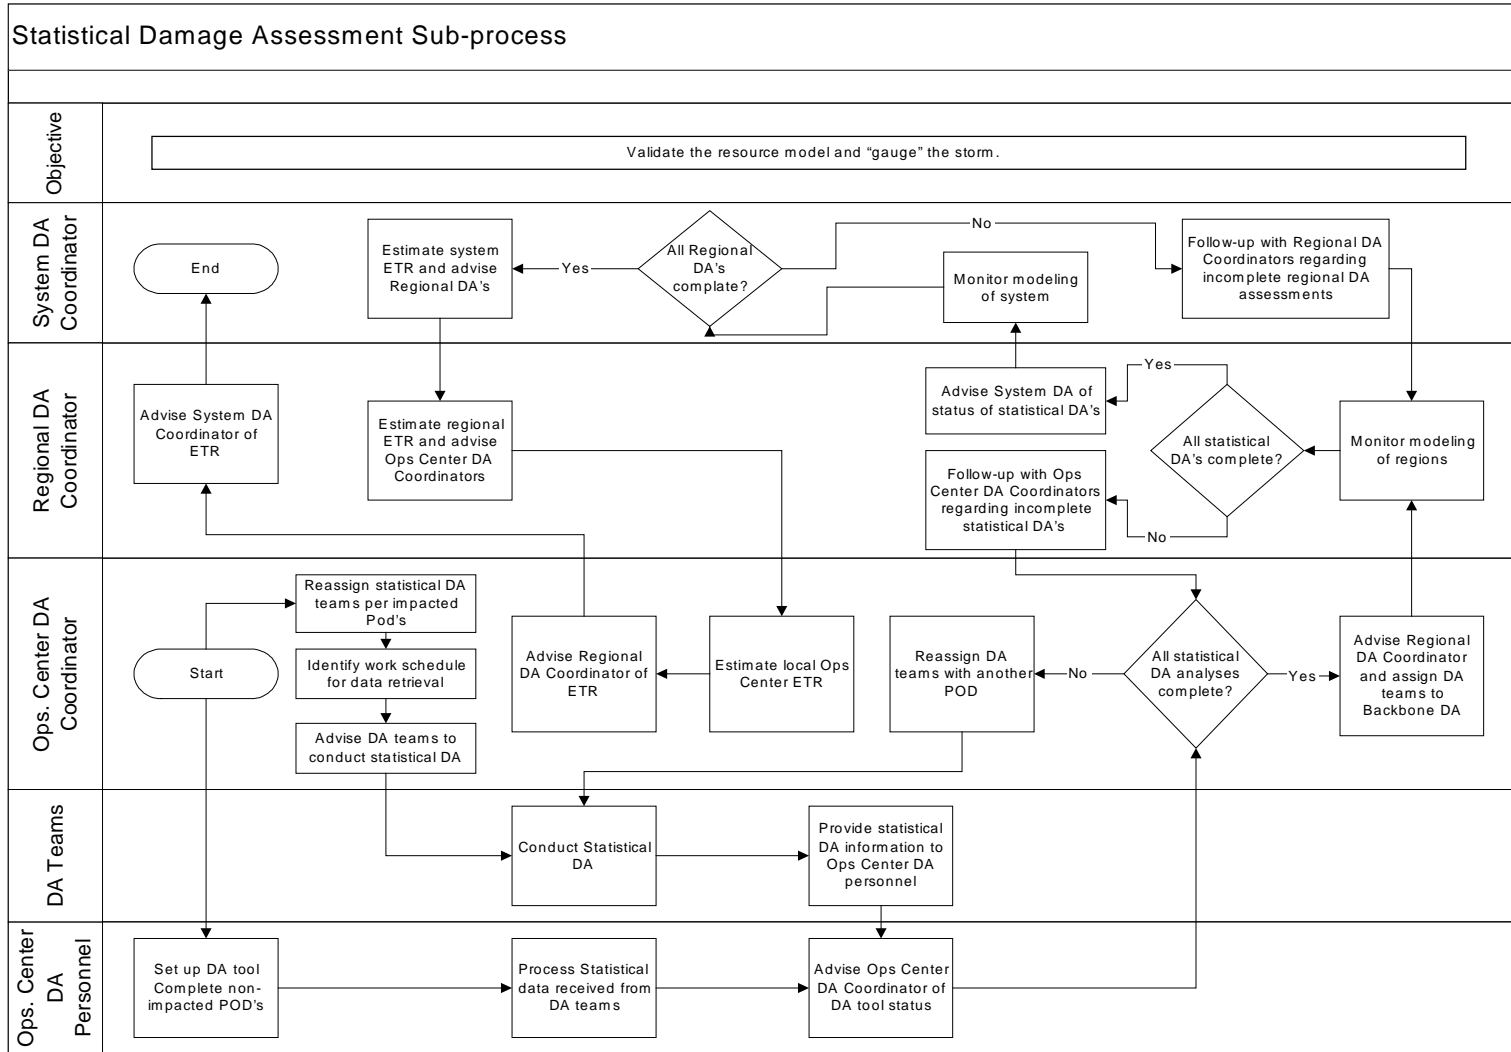 Statistical Damage Assessment Sub-process
Objective
Validate the resource model and “gauge” the storm.
System DA
Coordinator
End
Estimate system
ETR and advise
Regional DA's
Yes
All Regional
DA's
complate?
No
Monitor modeling
of system
Follow-up with Regional DA
Coordinators regarding
incomplete regional DA
assessments
Regional DA
Coordinator
Advise System DA
Coordinator of
ETR
Estimate regional
ETR and advise
Ops Center DA
Coordinators
Advise System DA of
status of statistical DA's
Yes
All statistical
DA's complete?
Monitor modeling
of regions
Follow-up with Ops
Center DA Coordinators
regarding incomplete
statistical DA's
No
Ops. Center DA
Coordinator
Start
Reassign statistical DA
teams per impacted
Pod's
Identify work schedule
for data retrieval
Advise DA teams to
conduct statistical DA
Advise Regional
DA Coordinator of
ETR
Estimate local Ops
Center ETR
Reassign DA
teams with another
POD
No
All statistical
DA analyses
complete?
Yes
Advise Regional
DA Coordinator
and assign DA
teams to
Backbone DA
DA Teams
Conduct Statistical
DA
Provide statistical
DA information to
Ops Center DA
personnel
Ops. Center
DA
Personnel
Set up DA tool
Complete non-
impacted POD's
Process Statistical
data received from
DA teams
Advise Ops Center
DA Coordinator of
DA tool status